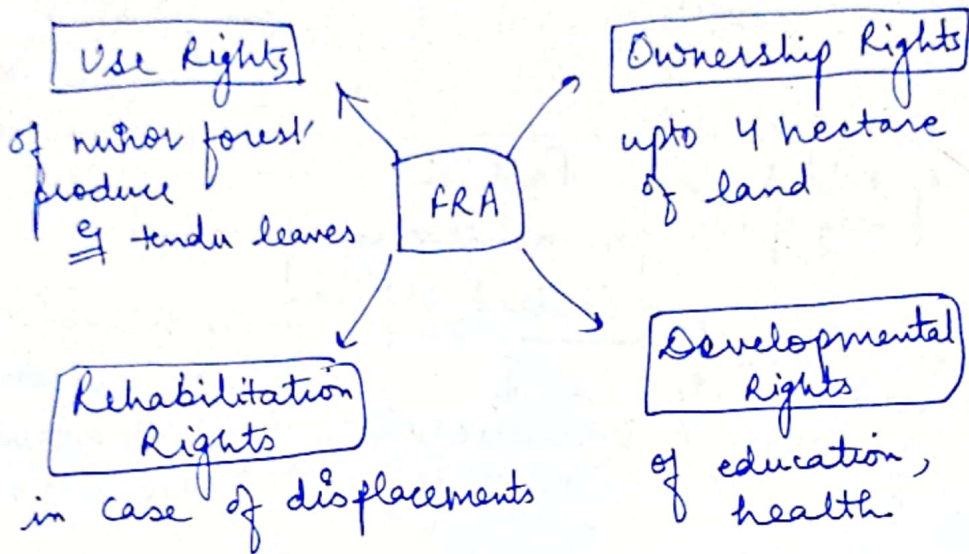 Use Rights
of minor forest
produce
eg tendu leaves
Ownership Rights
upto 4 hectare
of land
FRA
Rehabilitation
Rights
in case of displacements
Developmental
Rights
of education,
health